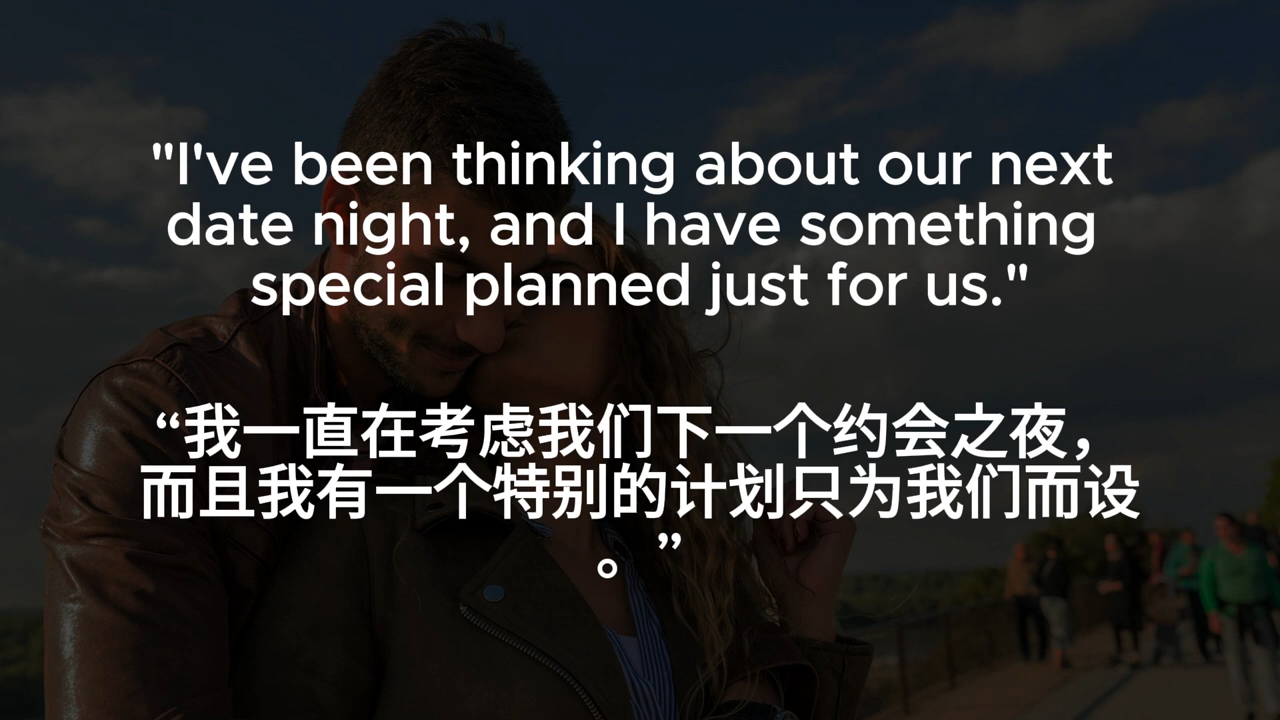 "I've been thinking about our next
date night, and I have something
special planned just for us."
“我一直在考虑我们下一个约会之夜，
而且我有一个特别的计划只为我们而设
。”